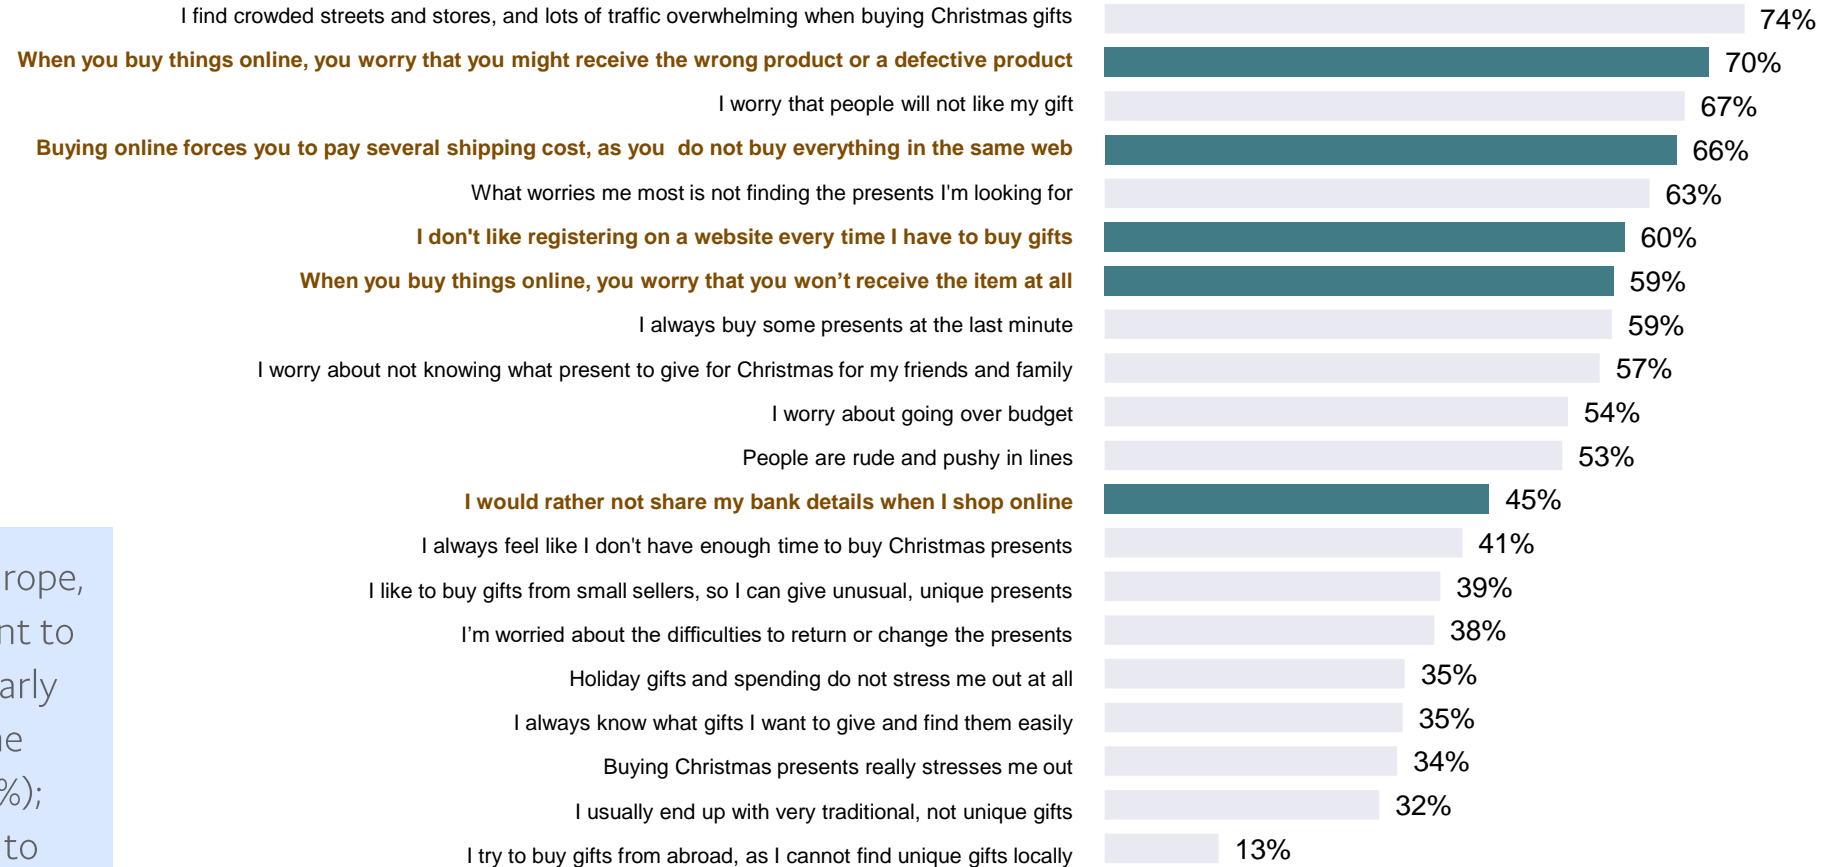 I find crowded streets and stores, and lots of traffic overwhelming when buying Christmas gifts 74%
When you buy things online, you worry that you might receive the wrong product or a defective product 70%
I worry that people will not like my gift 67%
Buying online forces you to pay several shipping cost, as you do not buy everything in the same web 66%
What worries me most is not finding the presents I'm looking for 63%
I don't like registering on a website every time I have to buy gifts 60%
When you buy things online, you worry that you won’t receive the item at all 59%
I always buy some presents at the last minute 59%
I worry about not knowing what present to give for Christmas for my friends and family 57%
I worry about going over budget 54%
People are rude and pushy in lines 53%
I would rather not share my bank details when I shop online 45%
I always feel like I don't have enough time to buy Christmas presents 41%
I like to buy gifts from small sellers, so I can give unusual, unique presents 39%
I’m worried about the difficulties to return or change the presents 38%
Holiday gifts and spending do not stress me out at all 35%
I always know what gifts I want to give and find them easily 35%
Buying Christmas presents really stresses me out 34%
I usually end up with very traditional, not unique gifts 32%
I try to buy gifts from abroad, as I cannot find unique gifts locally 13%
rope,
nt to
arly
%);
to